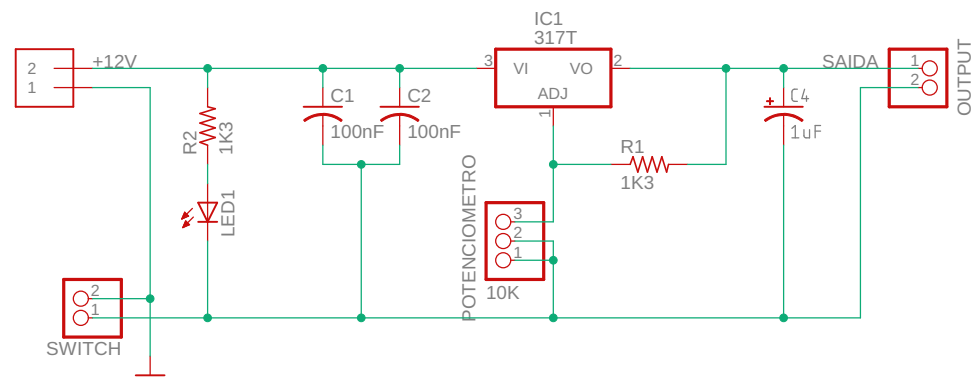 IC1
317T
2
1
+12V
3
VI
VO
2
ADJ
1
SAIDA
1
2
OUTPUT
R2
1K3
C1
100nF
C2
100nF
C4
1uF
R1
1K3
LED1
POTENCIOMETRO
3
2
1
10K
2
1
SWITCH